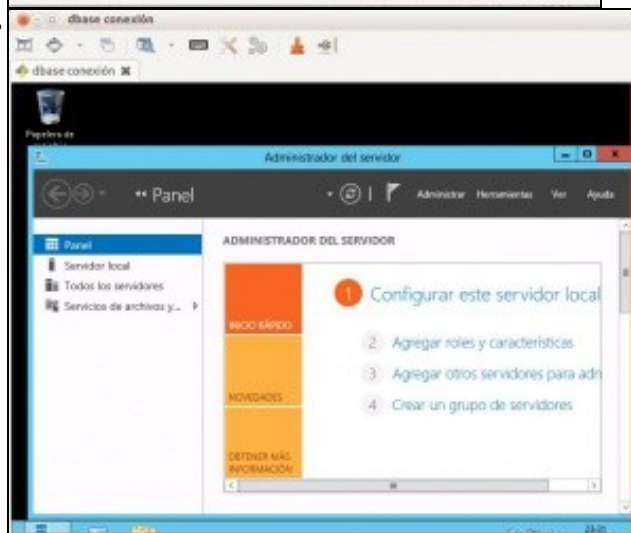 dbase conexión
dbase conexión
Papelera de
Administrador del servidor
Panel
Administrar Herramientas Ver Ayuda
Panel
Servidor local
Todos los servidores
Servicios de archivos y...
ADMINISTRADOR DEL SERVIDOR
INICIO RÁPIDO
NOVEDADES
OBTENER MÁS
INFORMACIÓN
1 Configurar este servidor local
2 Agregar roles y características
3 Agregar otros servidores para adm
4 Crear un grupo de servidores